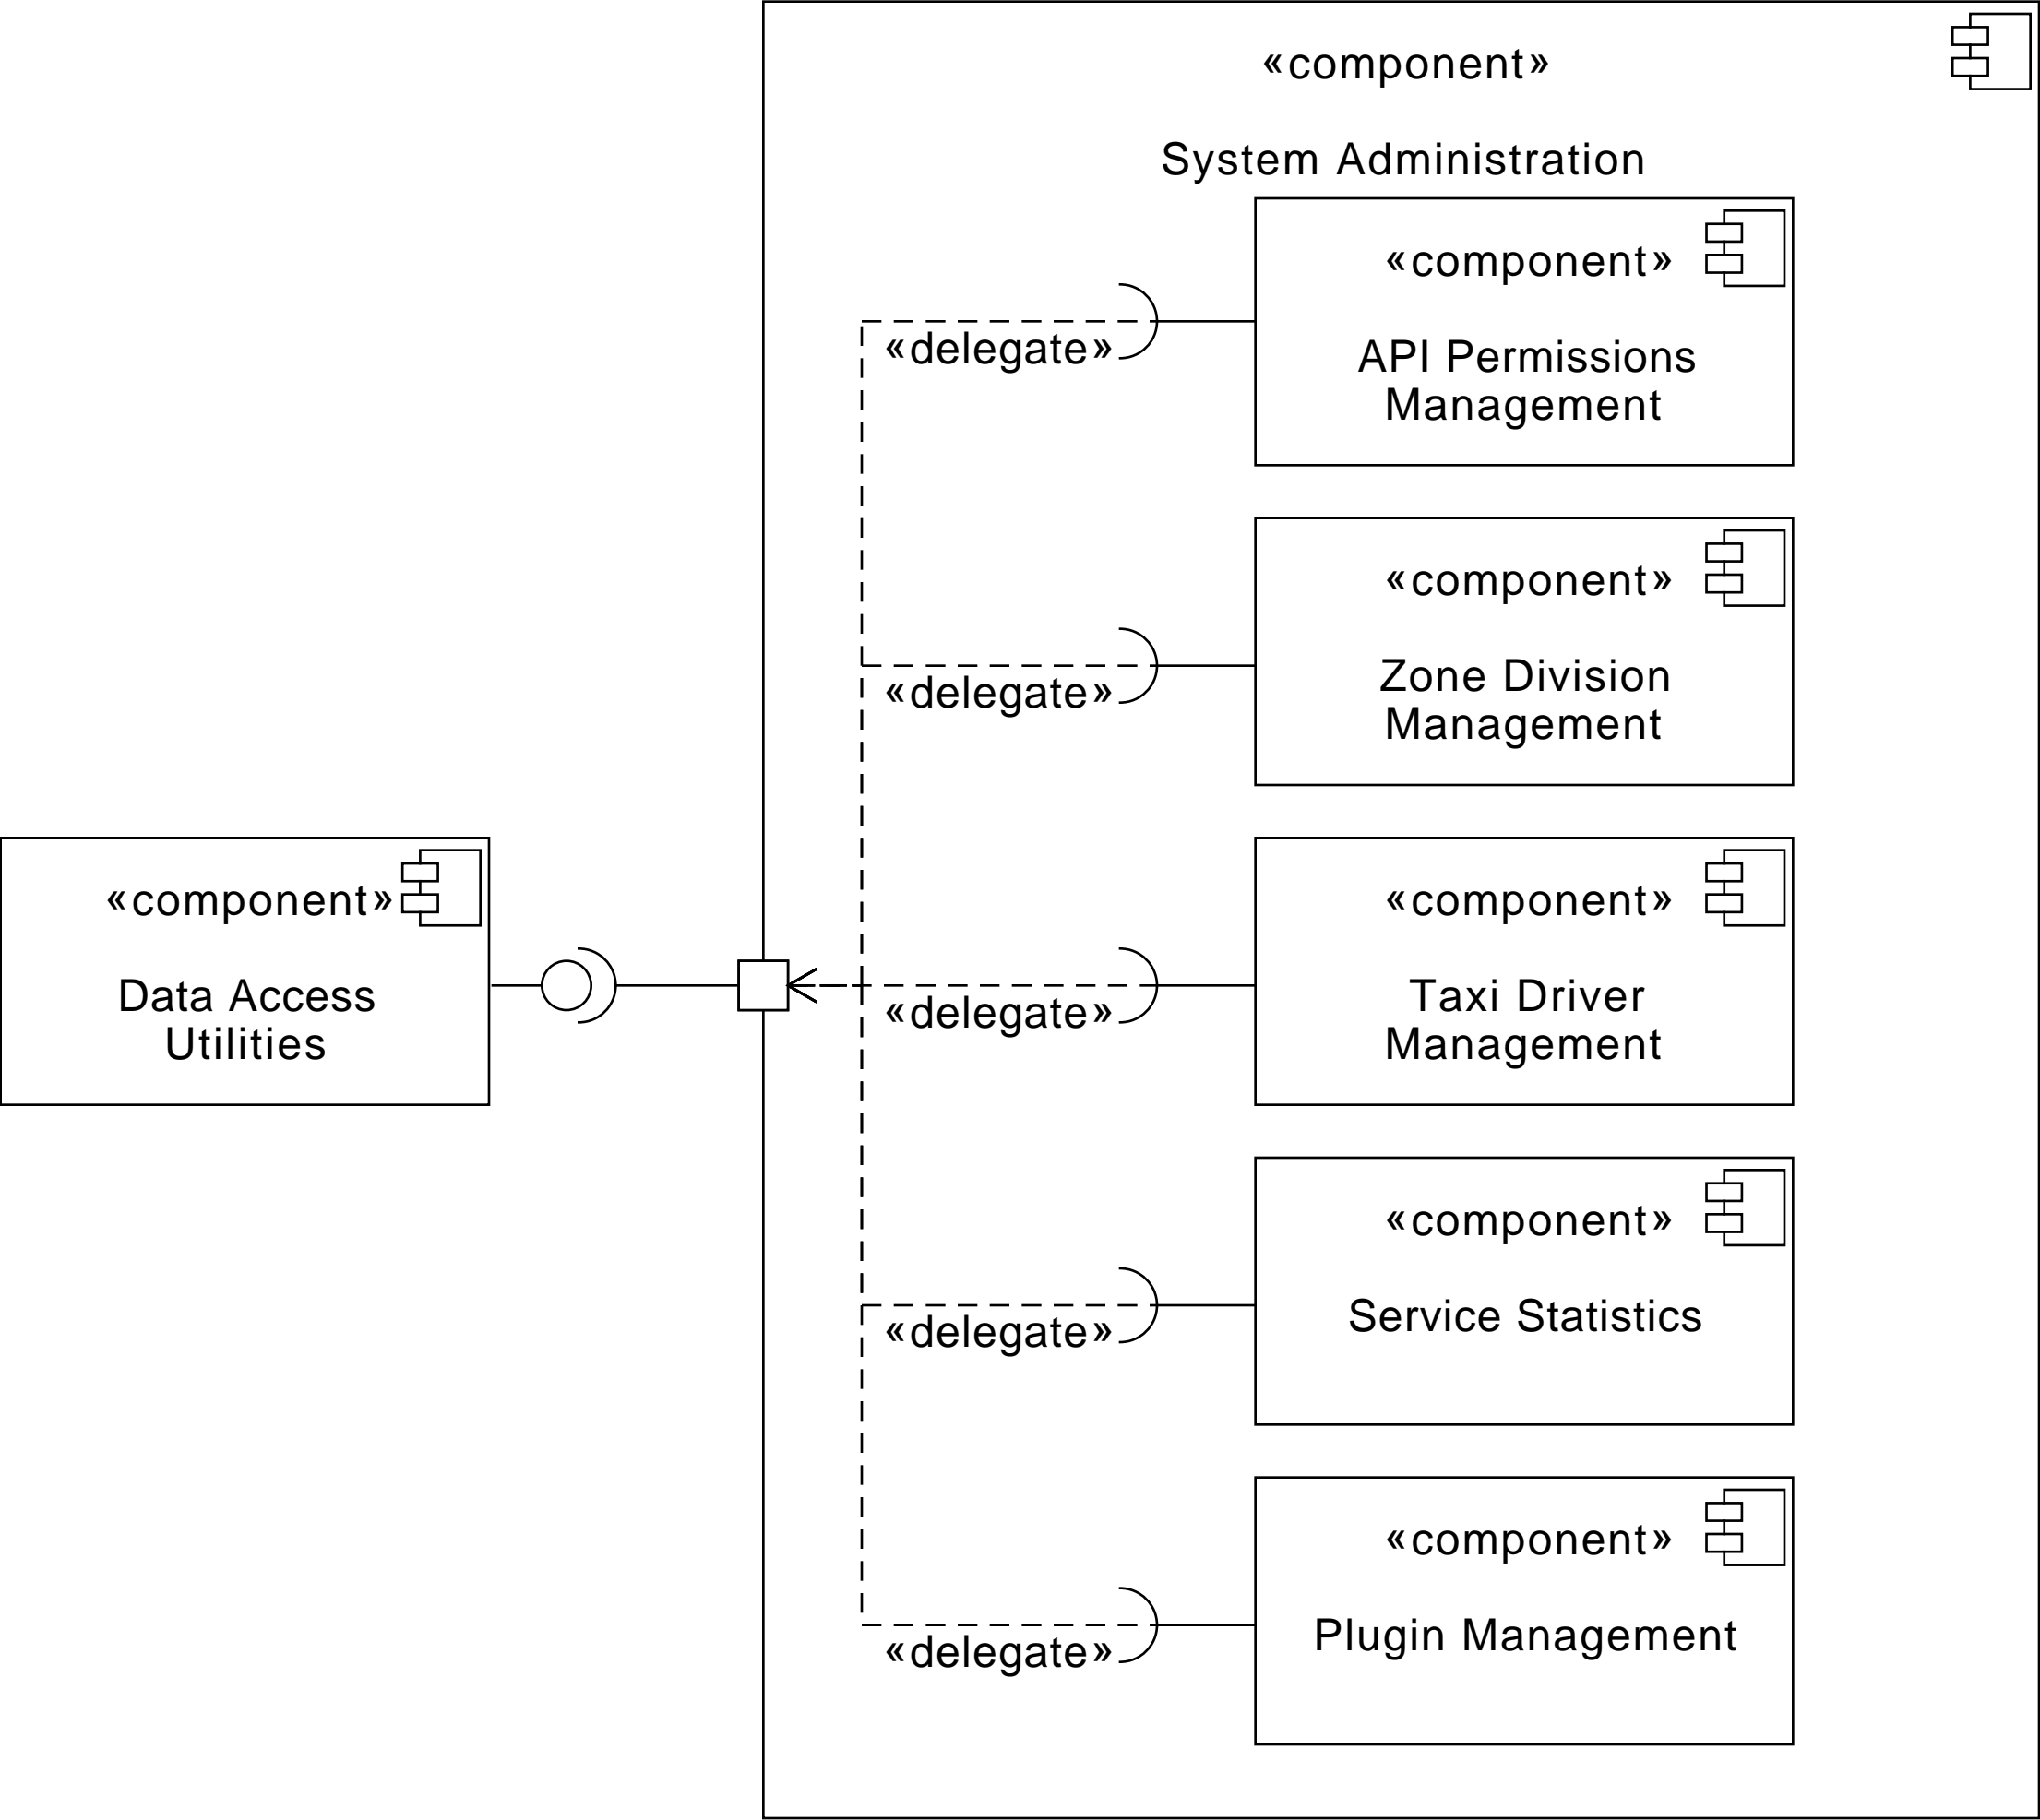 «component»
System Administration
«component»
API Permissions
Management
«delegate»
«component»
Zone Division
Management
«delegate»
«component»
Data Access
Utilities
«component»
Taxi Driver
Management
«delegate»
«component»
Service Statistics
«delegate»
«component»
Plugin Management
«delegate»